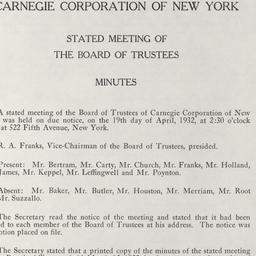 CARNEGIE CORPORATION OF NEW YORK
STATED MEETING OF
THE BOARD OF TRUSTEES
MINUTES
A stated meeting of the Board of Trustees of Carnegie Corporation of New
was held on due notice, on the 19th day of April, 1932, at 2:30 o'clock
at 522 Fifth Avenue, New York.
R. A. Franks, Vice-Chairman of the Board of Trustees, presided.
Present: Mr. Bertram, Mr. Carty, Mr. Church, Mr. Franks, Mr. Holland,
James, Mr. Keppel, Mr. Leffingwell and Mr. Poynton.
Absent: Mr. Baker, Mr. Butler, Mr. Houston, Mr. Merriam, Mr. Root
Mr. Suzzallo.
The Secretary read the notice of the meeting and stated that it had been
d to each member of the Board of Trustees at his address. The notice was
otion placed on file.
The Secretary stated that a printed copy of the minutes of the stated meeting